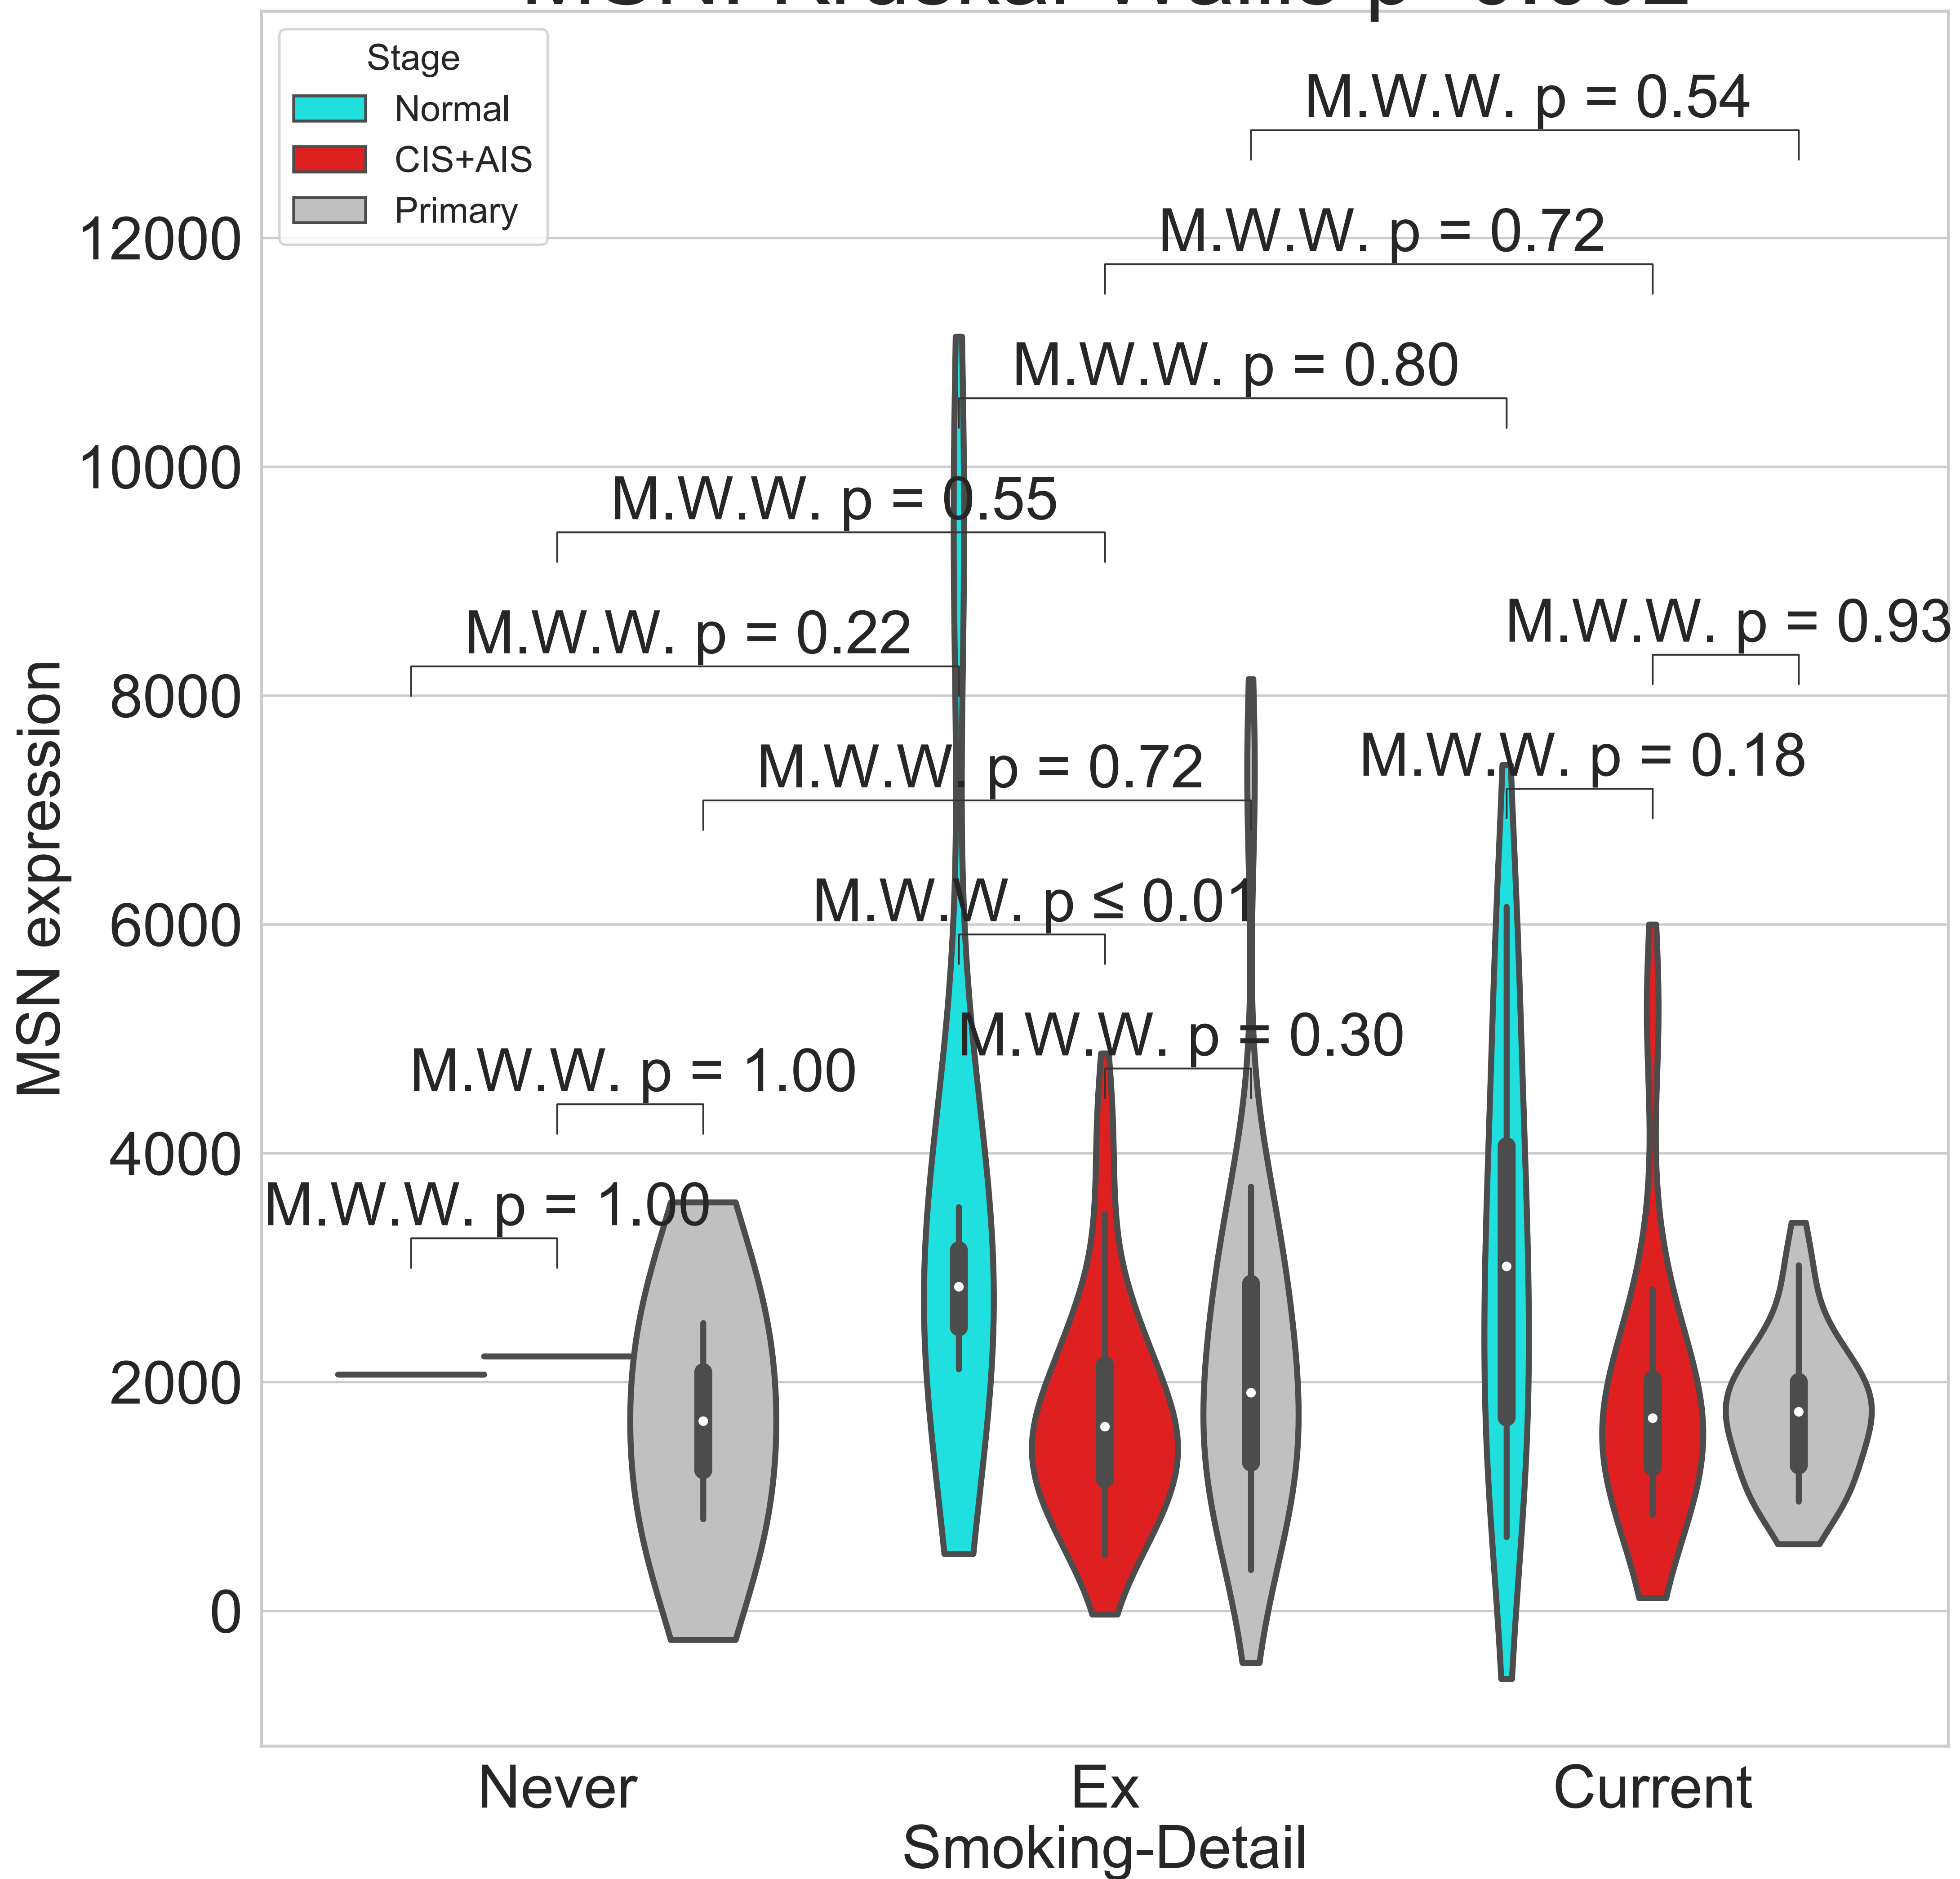 Stage
Normal
CIS+AIS
Primary
M.W.W. p = 0.54
M.W.W. p = 0.72
M.W.W. p = 0.80
M.W.W. p = 0.55
M.W.W. p = 0.22
M.W.W. p = 0.93
M.W.W. p = 0.72
M.W.W. p = 0.18
M.W.W. p ≤ 0.01
M.W.W. p = 0.30
M.W.W. p = 1.00
M.W.W. p = 1.00
12000
10000
8000
6000
4000
2000
0
MSN expression
Never
Ex
Current
Smoking-Detail